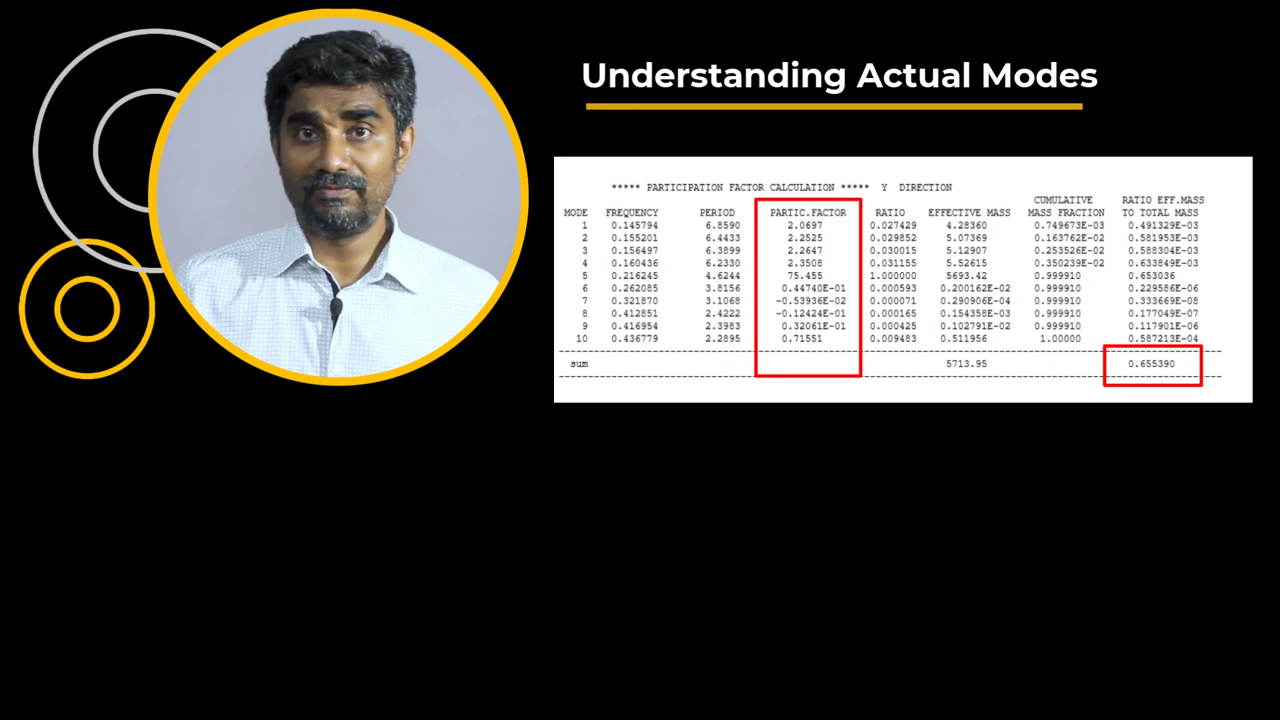 Understanding Actual Modes
***** PARTICIPATION FACTOR CALCULATION ***** Y DIRECTION
CUMULATIVE RATIO EFF.MASS
MODE FREQUENCY PERIOD PARTIC.FACTOR RATIO EFFECTIVE MASS MASS FRACTION TO TOTAL MASS
1 0.145794 6.8590 2.0697 0.027429 4.28360 0.749673E-03 0.491329E-03
2 0.155201 6.4433 2.2525 0.029852 5.07369 0.163762E-02 0.581953E-03
3 0.156497 6.3899 2.2647 0.030015 5.12907 0.253526E-02 0.588304E-03
4 0.160436 6.2330 2.3508 0.031155 5.52615 0.350239E-02 0.633849E-03
5 0.216245 4.6244 75.455 1.000000 5693.42 0.999910 0.653036
6 0.262085 3.8156 0.44740E-01 0.000593 0.200162E-02 0.999910 0.229586E-06
7 0.321870 3.1068 -0.53936E-02 0.000071 0.290906E-04 0.999910 0.333669E-08
8 0.412851 2.4222 -0.12424E-01 0.000165 0.154358E-03 0.999910 0.177049E-07
9 0.416954 2.3983 0.32061E-01 0.000425 0.102791E-02 0.999910 0.117901E-06
10 0.436779 2.2895 0.71551 0.009483 0.511956 1.00000 0.587213E-04
sum 5713.95 0.655390